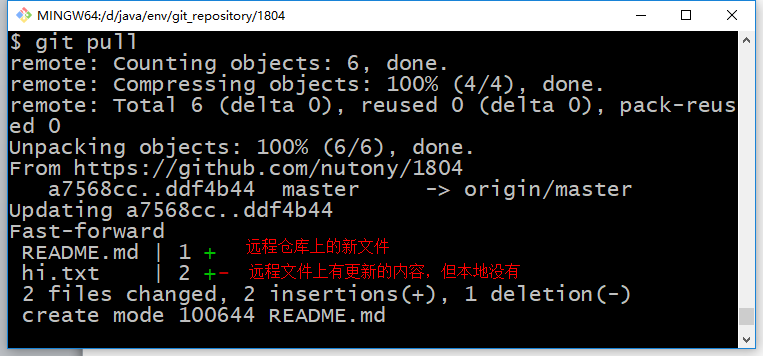 MINGW64:/d/java/env/git_repository/1804
$ git pull
remote: Counting objects: 6, done.
remote: Compressing objects: 100% (4/4), done.
remote: Total 6 (delta 0), reused 0 (delta 0), pack-reus
ed 0
Unpacking objects: 100% (6/6), done.
From https://github.com/nutony/1804
   a7568cc..ddf4b44  master     -> origin/master
Updating a7568cc..ddf4b44
Fast-forward
 README.md | 1 + 远程仓库上的新文件
 hi.txt    | 2 +- 远程文件上有更新的内容，但本地没有
 2 files changed, 2 insertions(+), 1 deletion(-)
 create mode 100644 README.md